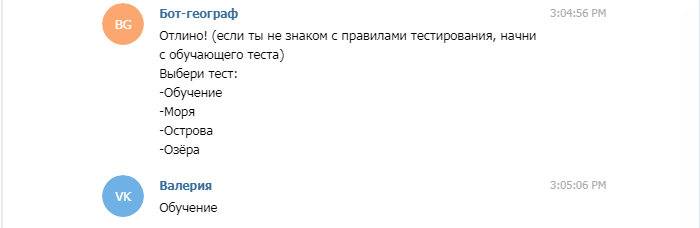 BG
Бот-географ
3:04:56 PM
Отлино! (если ты не знаком с правилами тестирования, начни
с обучающего теста)
Выбери тест:
-Обучение
-Моря
-Острова
-Озёра
VK
Валерия
3:05:06 PM
Обучение